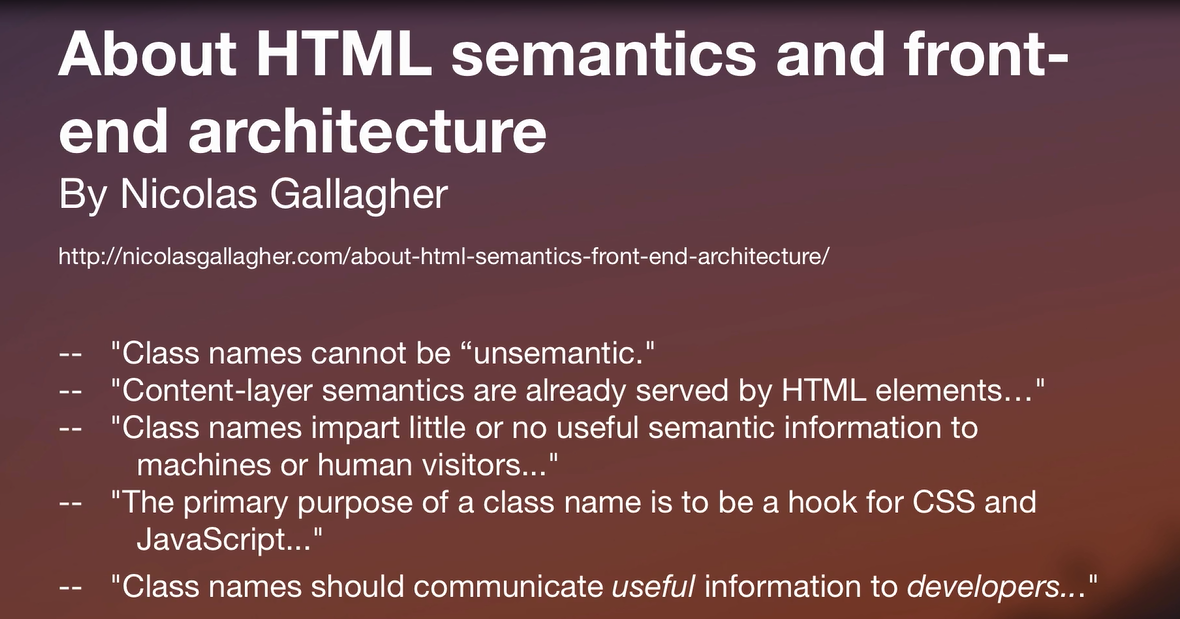 About HTML semantics and front-
end architecture
By Nicolas Gallagher
http://nicolasgallagher.com/about-html-semantics-front-end-architecture/
-- "Class names cannot be “unsemantic."
-- "Content-layer semantics are already served by HTML elements…"
-- "Class names impart little or no useful semantic information to
machines or human visitors..."
-- "The primary purpose of a class name is to be a hook for CSS and
JavaScript..."
-- "Class names should communicate useful information to developers..."